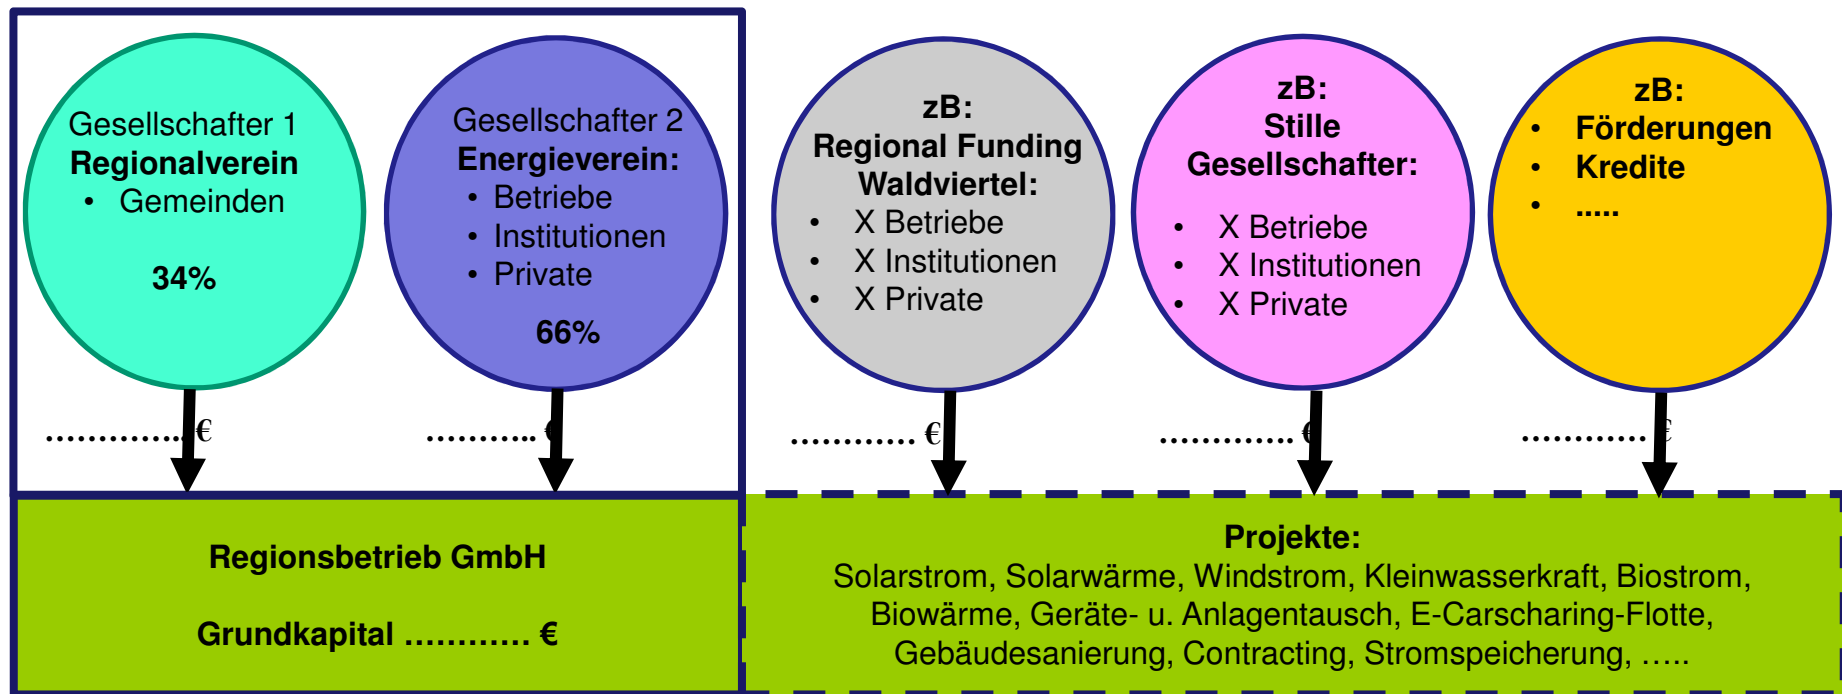 Gesellschafter 1
Regionalverein
• Gemeinden
34%
Gesellschafter 2
Energieverein:
• Betriebe
• Institutionen
• Private
66%
zB:
Regional Funding
Waldviertel:
• X Betriebe
• X Institutionen
• X Private
zB:
Stille
Gesellschafter:
• X Betriebe
• X Institutionen
• X Private
zB:
• Förderungen
• Kredite
• .....
………….. €
……….. €
………… €
…………. €
………… €
Regionsbetrieb GmbH
Grundkapital ………… €
Projekte:
Solarstrom, Solarwärme, Windstrom, Kleinwasserkraft, Biostrom,
Biowärme, Geräte- u. Anlagentausch, E-Carscharing-Flotte,
Gebäudesanierung, Contracting, Stromspeicherung, …..